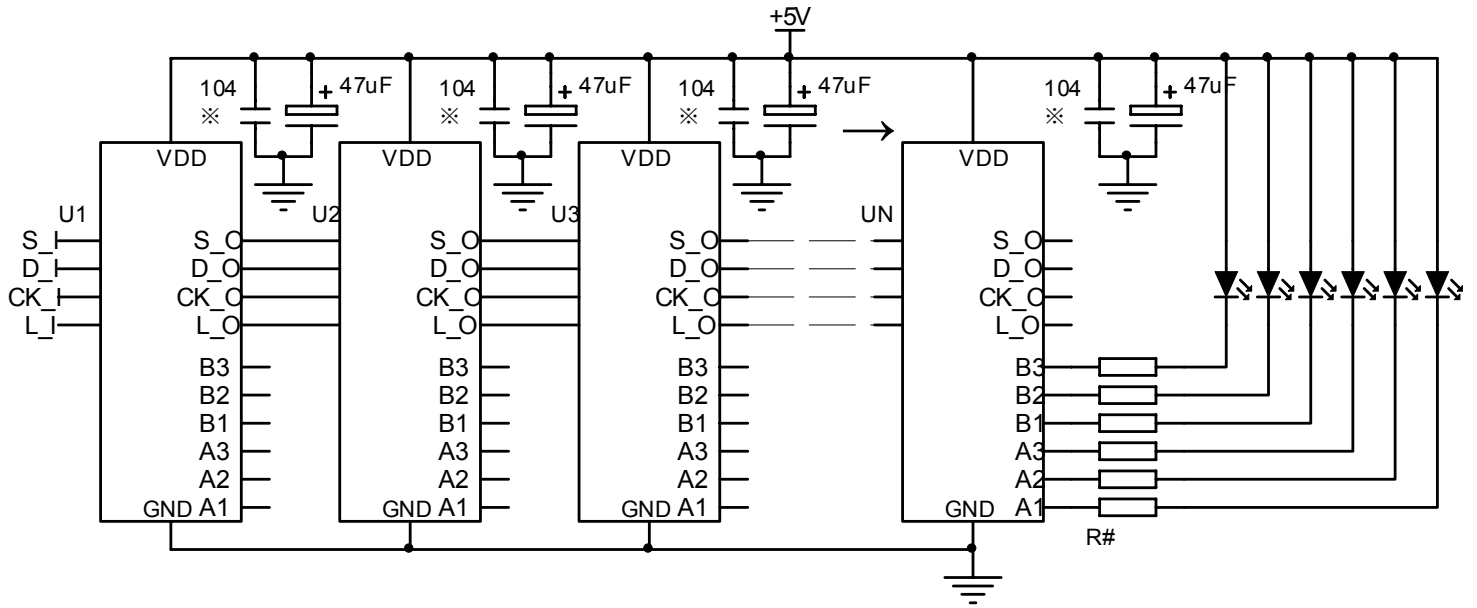 +5V
104 + 47uF 104 + 47uF 104 + 47uF 104 + 47uF
※ ※ ※ ※
VDD VDD VDD VDD
U1 U2 U3 UN
S_I S_O S_O S_O S_O
D_I D_O D_O D_O D_O
CK_I CK_O CK_O CK_O CK_O
L_I L_O L_O L_O L_O
B3 B3 B3 B3
B2 B2 B2 B2
B1 B1 B1 B1
A3 A3 A3 A3
A2 A2 A2 A2
GND A1 GND A1 GND A1 GND A1
R#